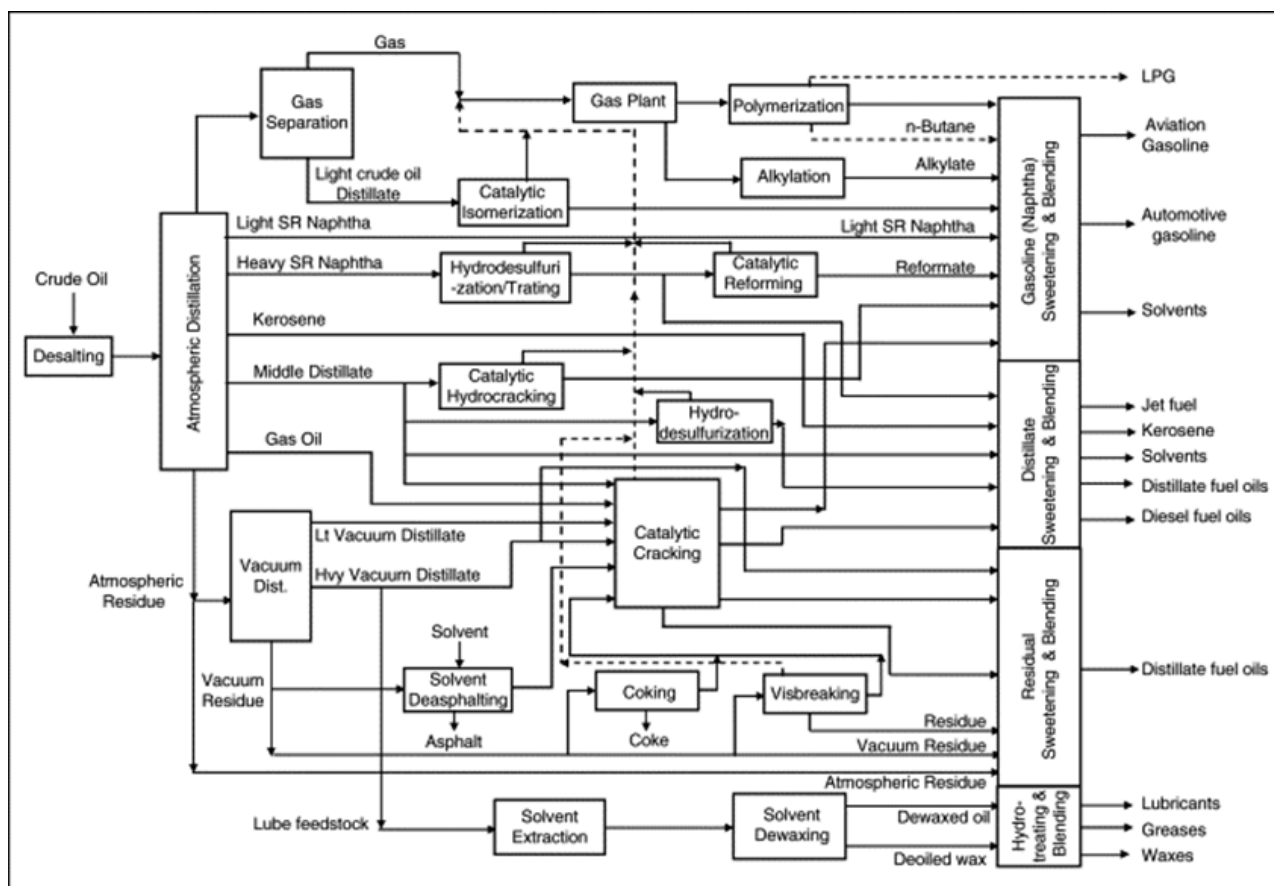 Gas
LPG
Gas
Separation
Gas Plant
Polymerization
n-Butane
Aviation
Gasoline
Light crude oil
Distillate
Catalytic
Isomerization
Alkylation
Alkylate
Gasoline (Naphtha)
Sweetening & Blending
Light SR Naphtha
Light SR Naphtha
Automotive
gasoline
Crude Oil
Heavy SR Naphtha
Hydrodesulfuri
-zation/Trating
Catalytic
Reforming
Reformate
Solvents
Desalting
Atmospheric Distillation
Kerosene
Middle Distillate
Catalytic
Hydrocracking
Hydro-
desulfurization
Distillate
Sweetening & Blending
Jet fuel
Kerosene
Solvents
Distillate fuel oils
Diesel fuel oils
Gas Oil
Lt Vacuum Distillate
Catalytic
Cracking
Vacuum
Dist.
Hvy Vacuum Distillate
Atmospheric
Residue
Solvent
Residual
Sweetening & Blending
Distillate fuel oils
Vacuum
Residue
Solvent
Deasphalting
Coking
Visbreaking
Asphalt
Coke
Residue
Vacuum Residue
Atmospheric Residue
Lube feedstock
Solvent
Extraction
Solvent
Dewaxing
Dewaxed oil
Deoiled wax
Hydro-
treating &
Blending
Lubricants
Greases
Waxes